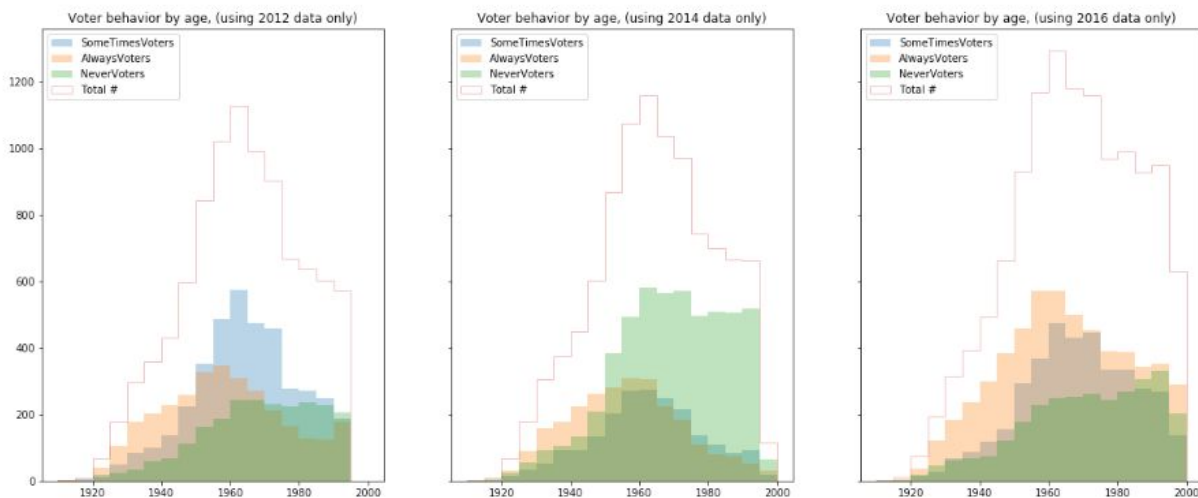 Voter behavior by age, (using 2012 data only)
SomeTimesVoters
AlwaysVoters
NeverVoters
Total #
1200
1000
800
600
400
200
0
1920 1940 1960 1980 2000
Voter behavior by age, (using 2014 data only)
SomeTimesVoters
AlwaysVoters
NeverVoters
Total #
1920 1940 1960 1980 2000
Voter behavior by age, (using 2016 data only)
SomeTimesVoters
AlwaysVoters
NeverVoters
Total #
1920 1940 1960 1980 2000